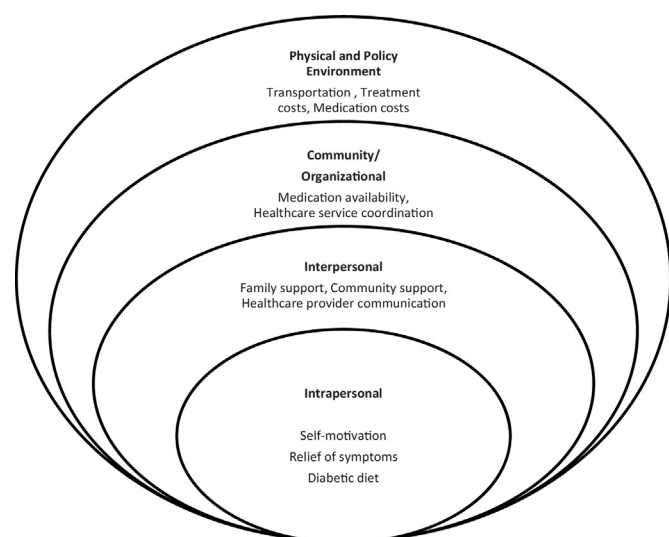 Physical and Policy
Environment
Transportation , Treatment
costs, Medication costs
Community/
Organizational
Medication availability,
Healthcare service coordination
Interpersonal
Family support, Community support,
Healthcare provider communication
Intrapersonal
Self-motivation
Relief of symptoms
Diabetic diet